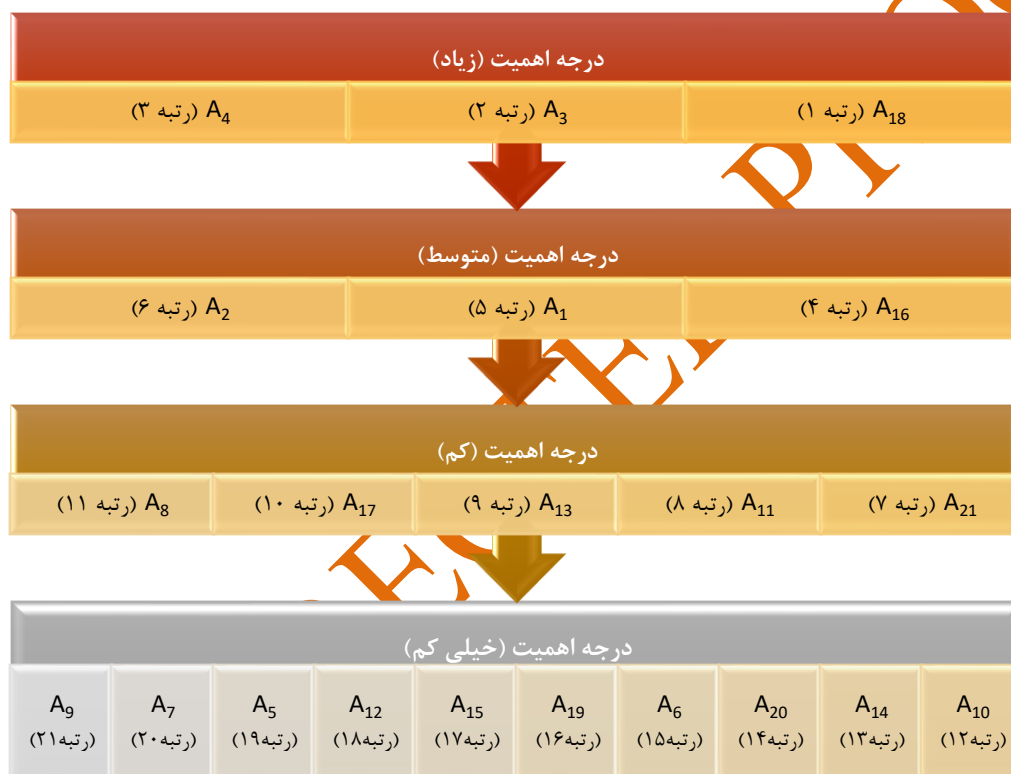 درجه اهمیت (زیاد)
A18 (رتبه ۱) A3 (رتبه ۲) A4 (رتبه ۳)
درجه اهمیت (متوسط)
A16 (رتبه ۴) A1 (رتبه ۵) A2 (رتبه ۶)
درجه اهمیت (کم)
A21 (رتبه ۷) A11 (رتبه ۸) A13 (رتبه ۹) A17 (رتبه ۱۰) A8 (رتبه ۱۱)
درجه اهمیت (خیلی کم)
A10 A14 A20 A6 A19 A15 A12 A5 A7 A9
(رتبه۱۲) (رتبه۱۳) (رتبه۱۴) (رتبه۱۵) (رتبه۱۶) (رتبه۱۷) (رتبه۱۸) (رتبه۱۹) (رتبه۲۰) (رتبه۲۱)